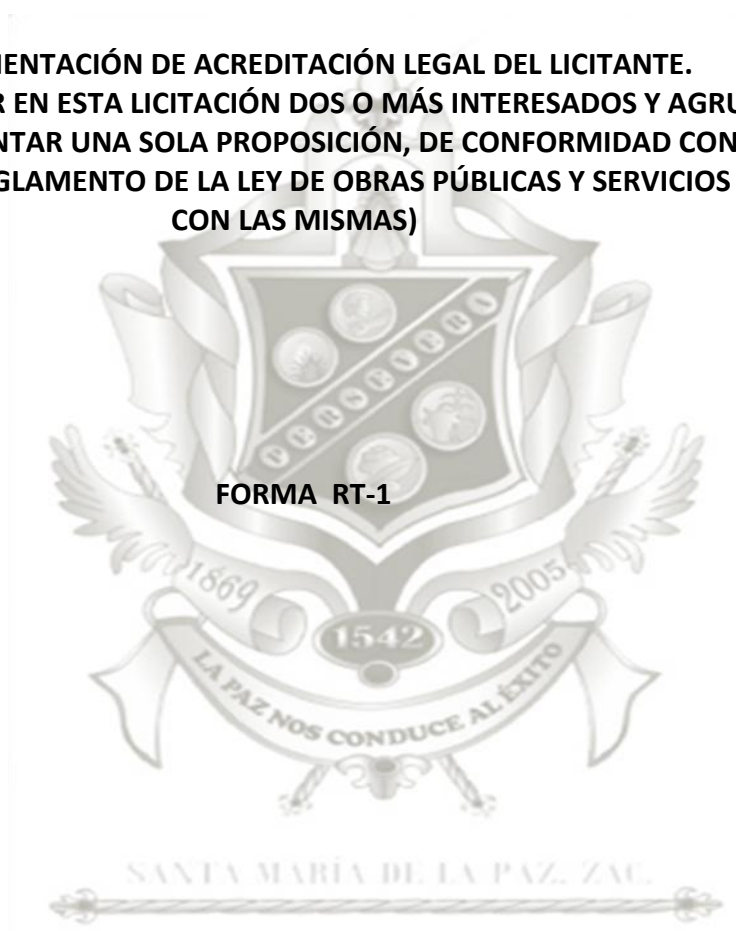 MENTACIÓN DE ACREDITACIÓN LEGAL DEL LICITANTE.
R EN ESTA LICITACIÓN DOS O MÁS INTERESADOS Y AGRU
NTAR UNA SOLA PROPOSICIÓN, DE CONFORMIDAD CON
GLAMENTO DE LA LEY DE OBRAS PÚBLICAS Y SERVICIOS
CON LAS MISMAS)
PERSEVERA
FORMA RT-1
1869
2005
1542
LA PAZ NOS CONDUCE AL ÉXITO
SANTA MARÍA DE LA PAZ, ZAC.